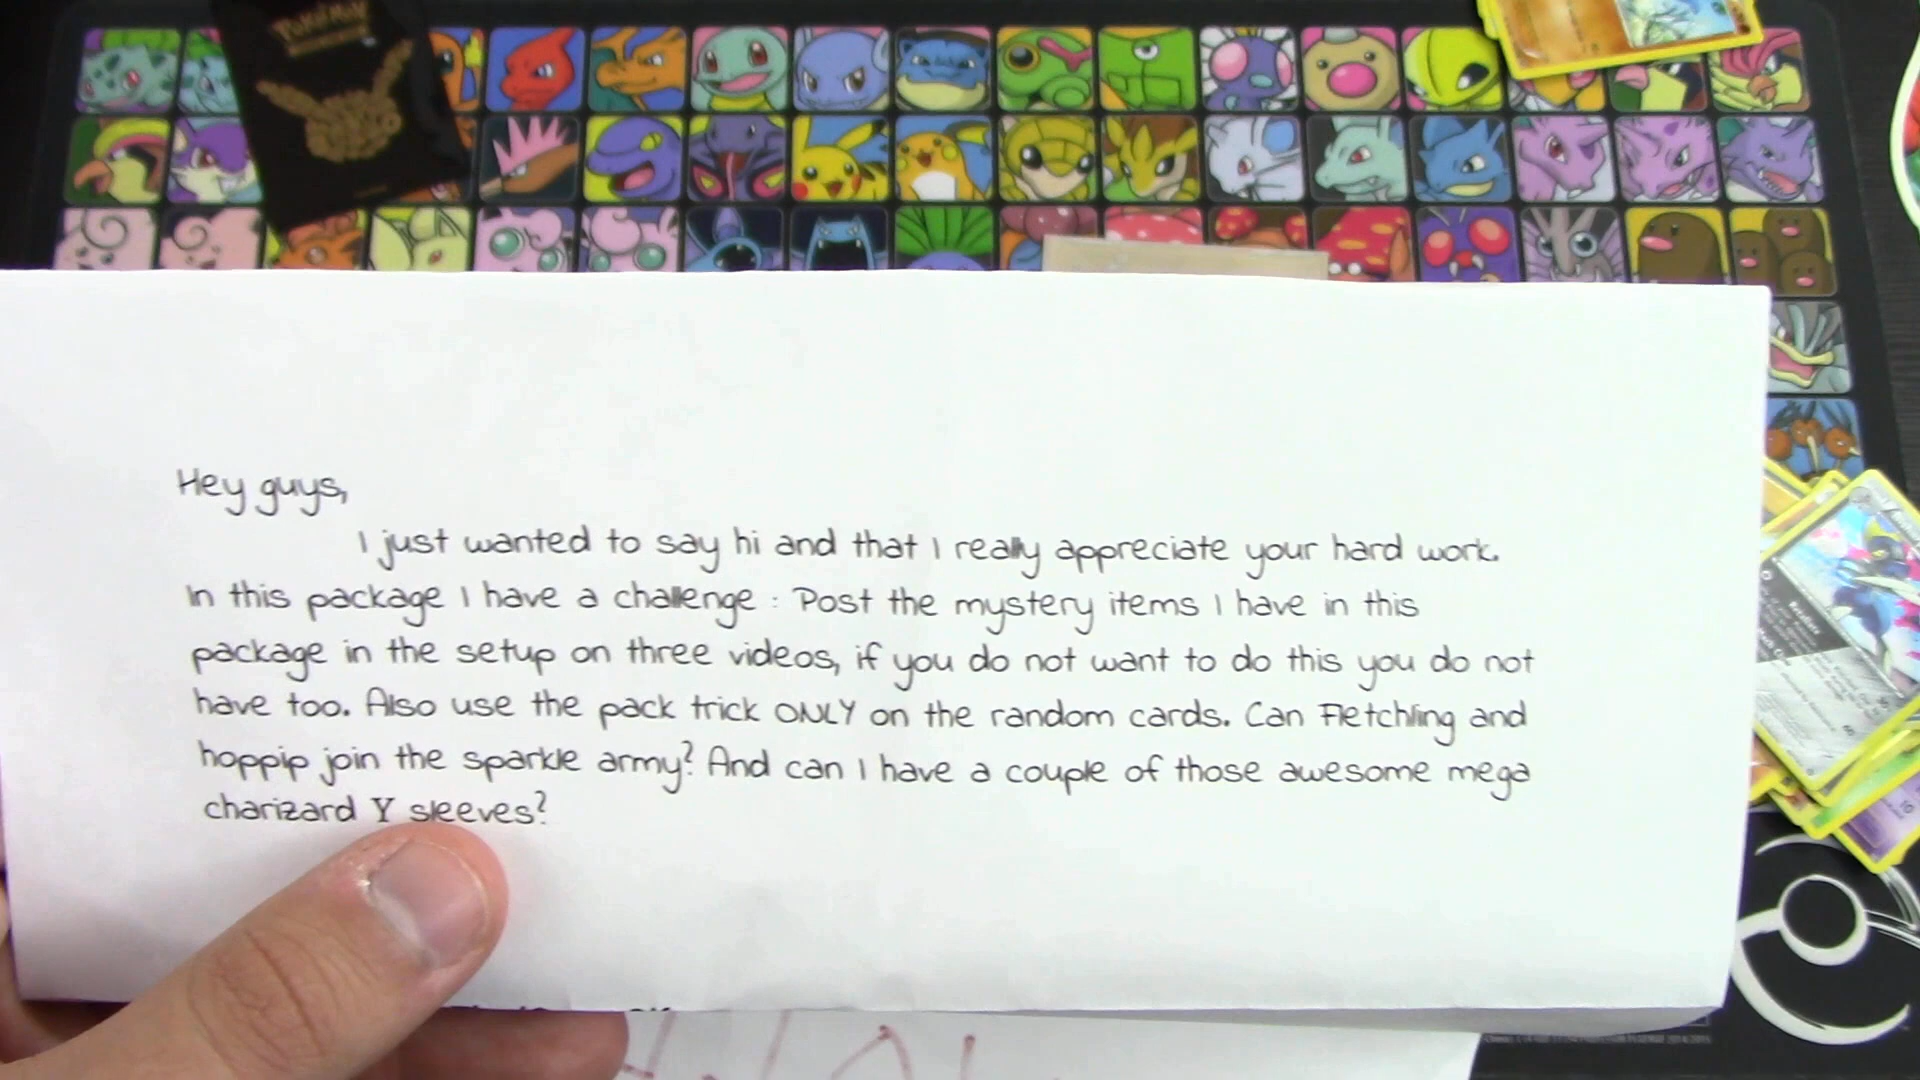 Pokémon
Hey guys,
I just wanted to say hi and that I really appreciate your hard work.
In this package I have a challenge : Post the mystery items I have in this
package in the setup on three videos, if you do not want to do this you do not
have too. Also use the pack trick ONLY on the random cards. Can Fletchling and
hoppip join the sparkle army? And can I have a couple of those awesome mega
charizard Y sleeves?